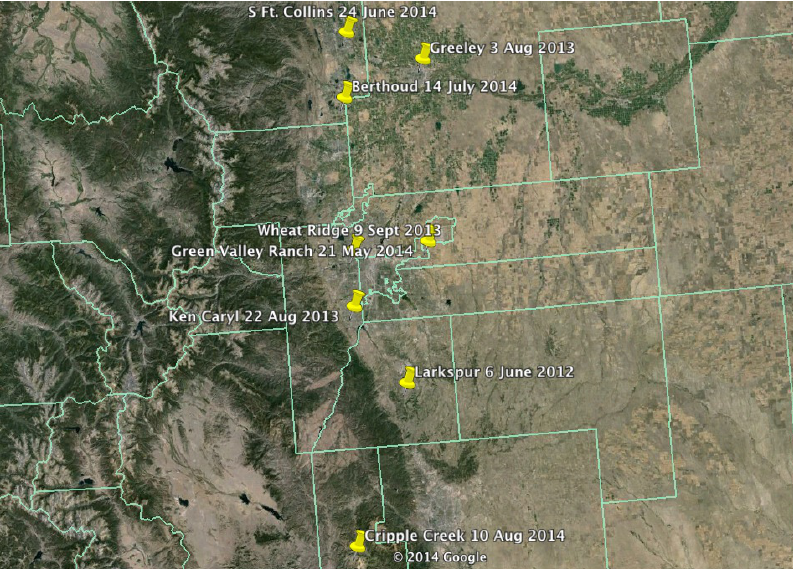 S Ft. Collins 24 June 2014
Greeley 3 Aug 2013
Berthoud 14 July 2014
Wheat Ridge 9 Sept 2013
Green Valley Ranch 21 May 2014
Ken Caryl 22 Aug 2013
Larkspur 6 June 2012
Cripple Creek 10 Aug 2014
© 2014 Google